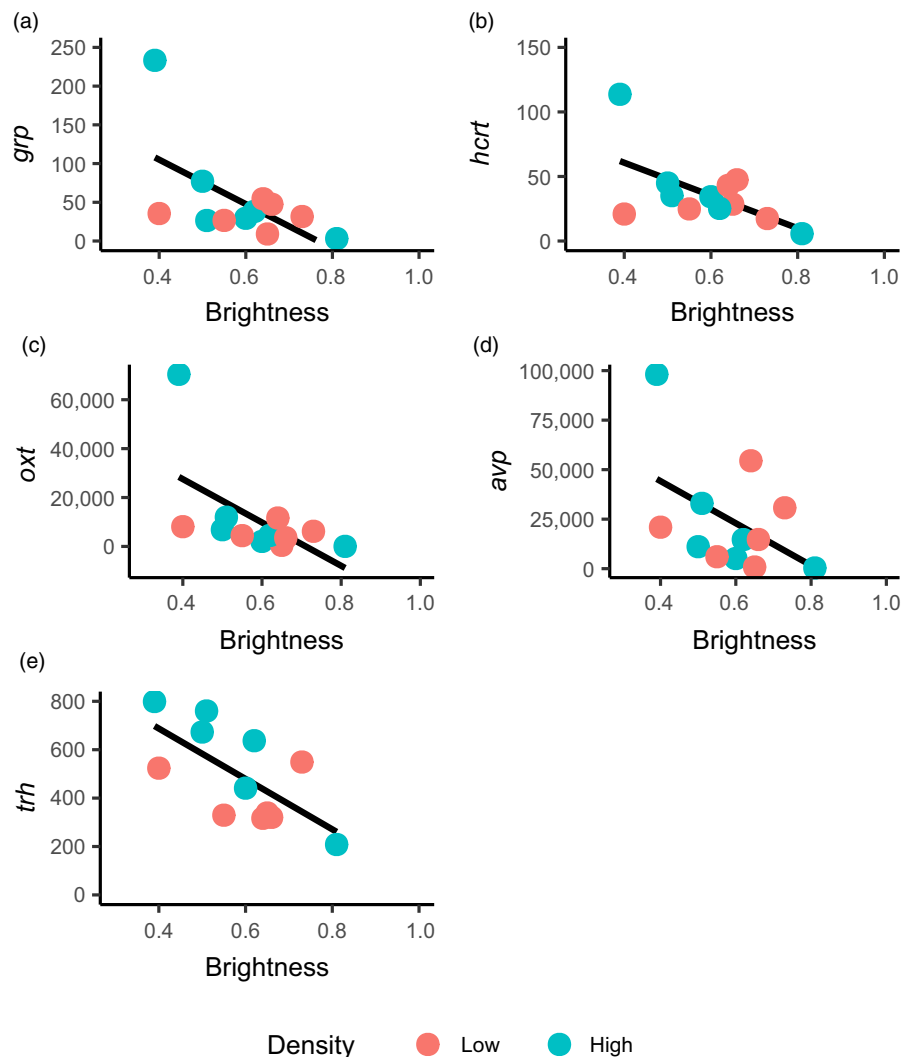 (a)
250
200
150
100
50
0
grp
0.4 0.6 0.8 1.0
Brightness
(b)
150
100
50
0
hcrt
0.4 0.6 0.8 1.0
Brightness
(c)
60,000
40,000
20,000
0
oxt
0.4 0.6 0.8 1.0
Brightness
(d)
100,000
75,000
50,000
25,000
0
avp
0.4 0.6 0.8 1.0
Brightness
(e)
800
600
400
200
0
trh
0.4 0.6 0.8 1.0
Brightness
Density Low High